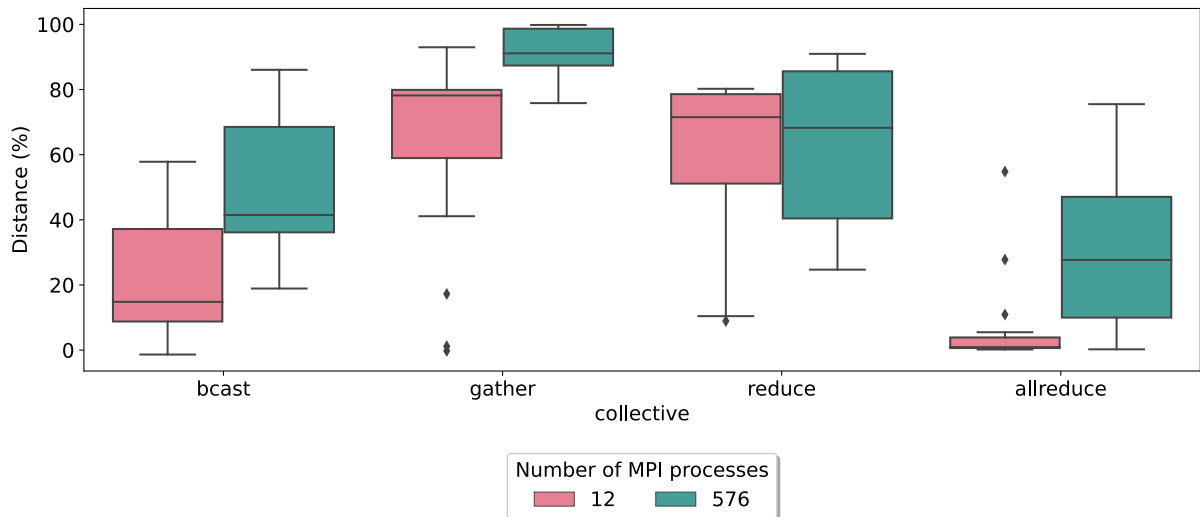 100
80
60
40
20
0
Distance (%)
bcast gather reduce allreduce
collective
Number of MPI processes
12 576